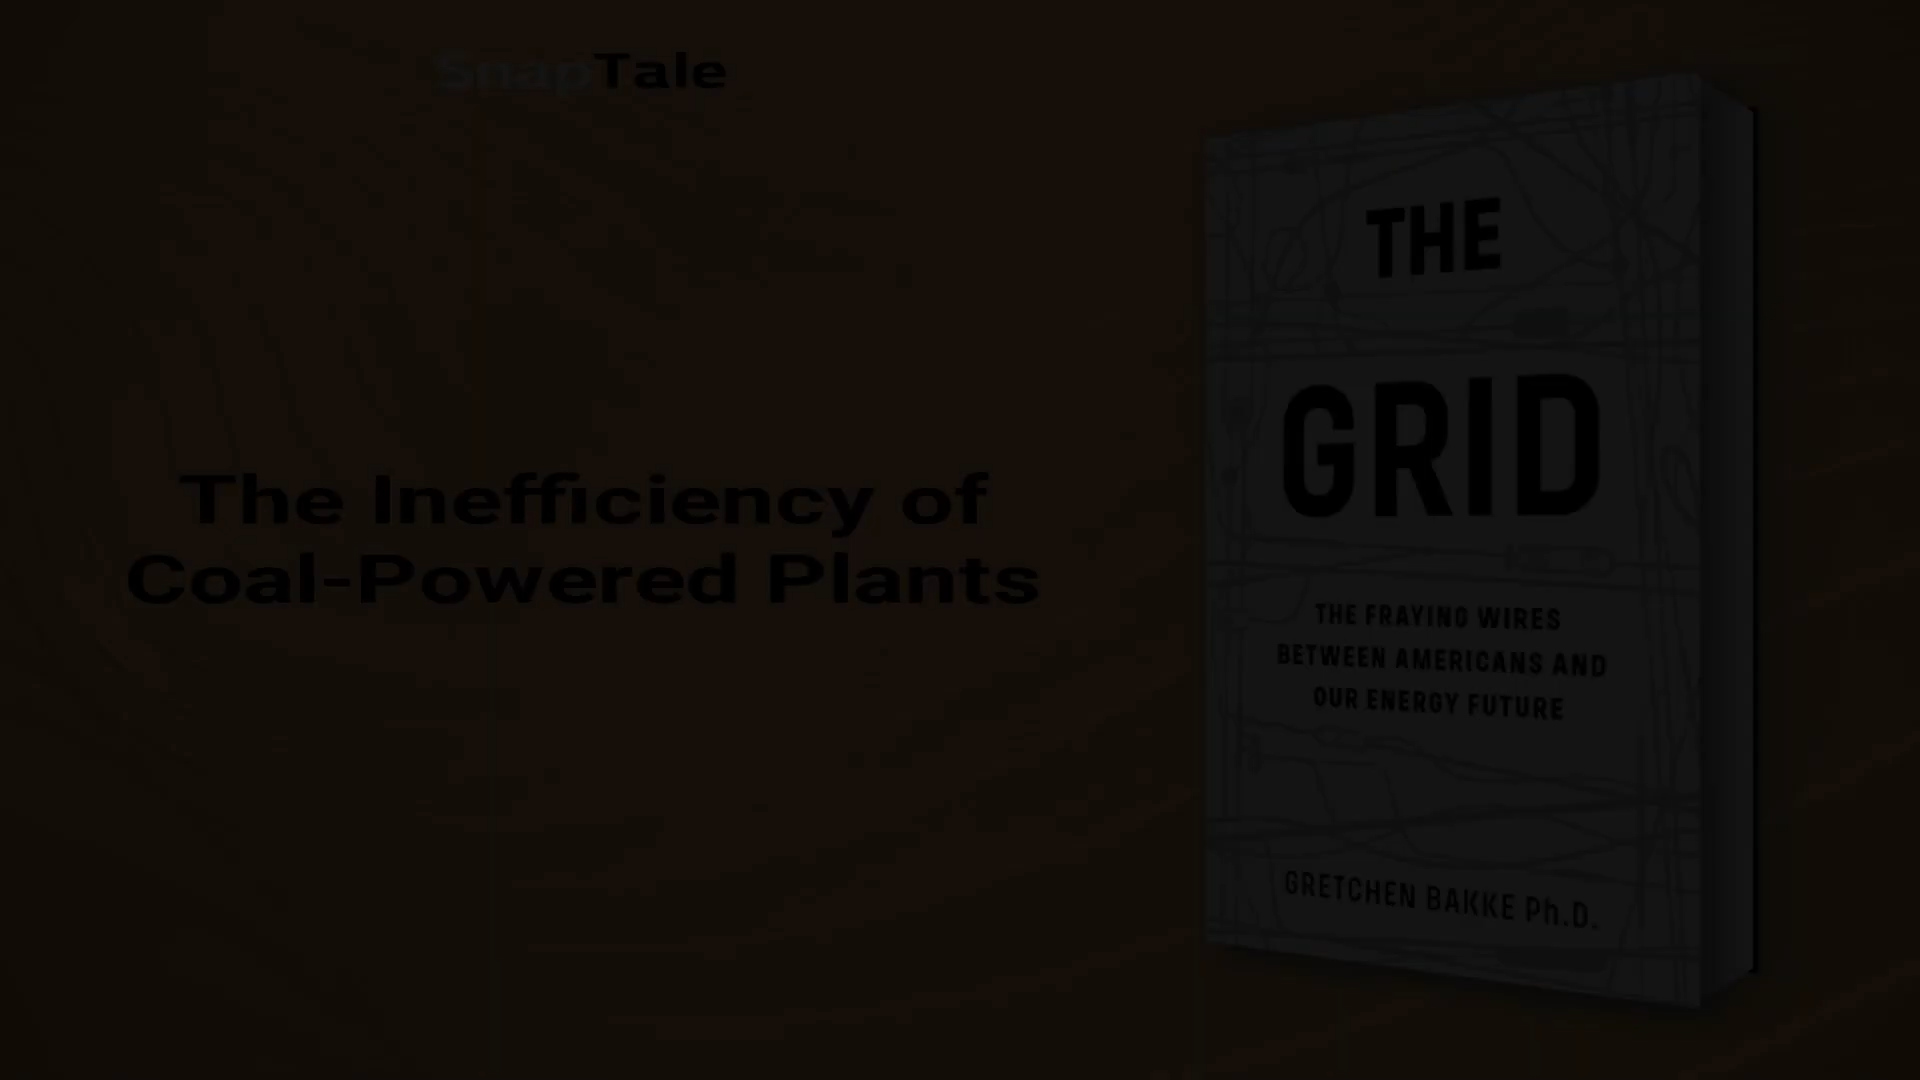 SnapTale
The Inefficiency of
Coal-Powered Plants
THE
GRID
THE FRAYING WIRES
BETWEEN AMERICANS AND
OUR ENERGY FUTURE
GRETCHEN BAKKE Ph.D.